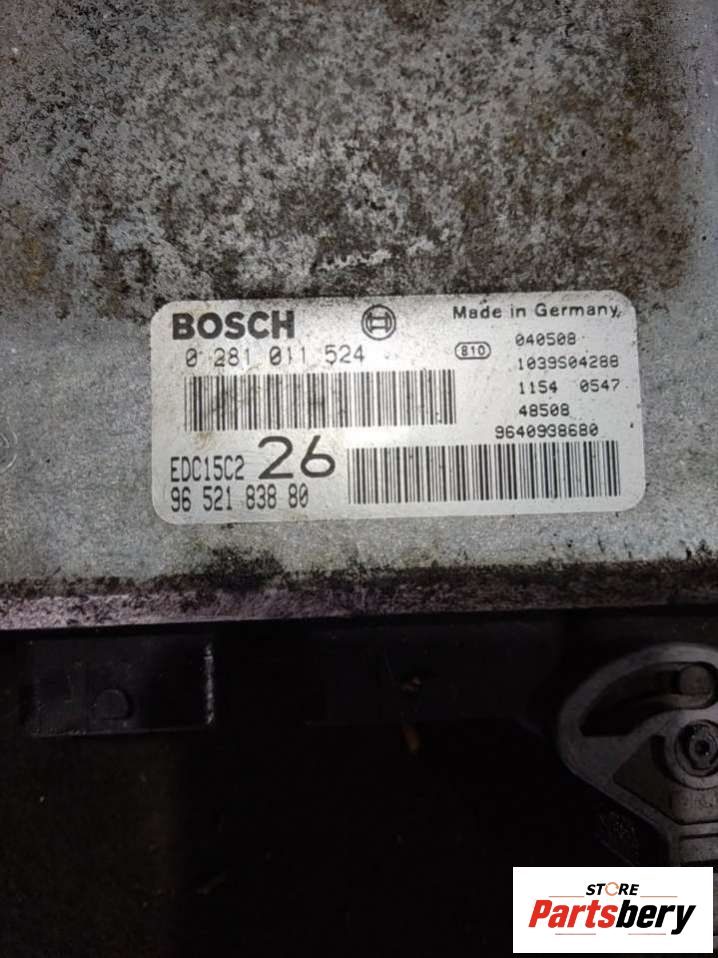 BOSCH
Made in Germany
0 281 011 524
810
040508
1039S04288
1154 0547
48508
9640938680
EDC15C2 26
96 521 838 80
STORE
Partsbery